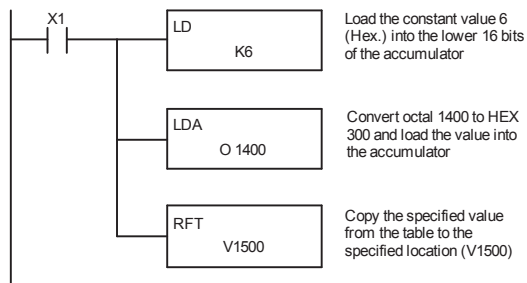 X1
LD
K6
Load the constant value 6
(Hex.) into the lower 16 bits
of the accumulator
LDA
O 1400
Convert octal 1400 to HEX
300 and load the value into
the accumulator
RFT
V1500
Copy the specified value
from the table to the
specified location (V1500)